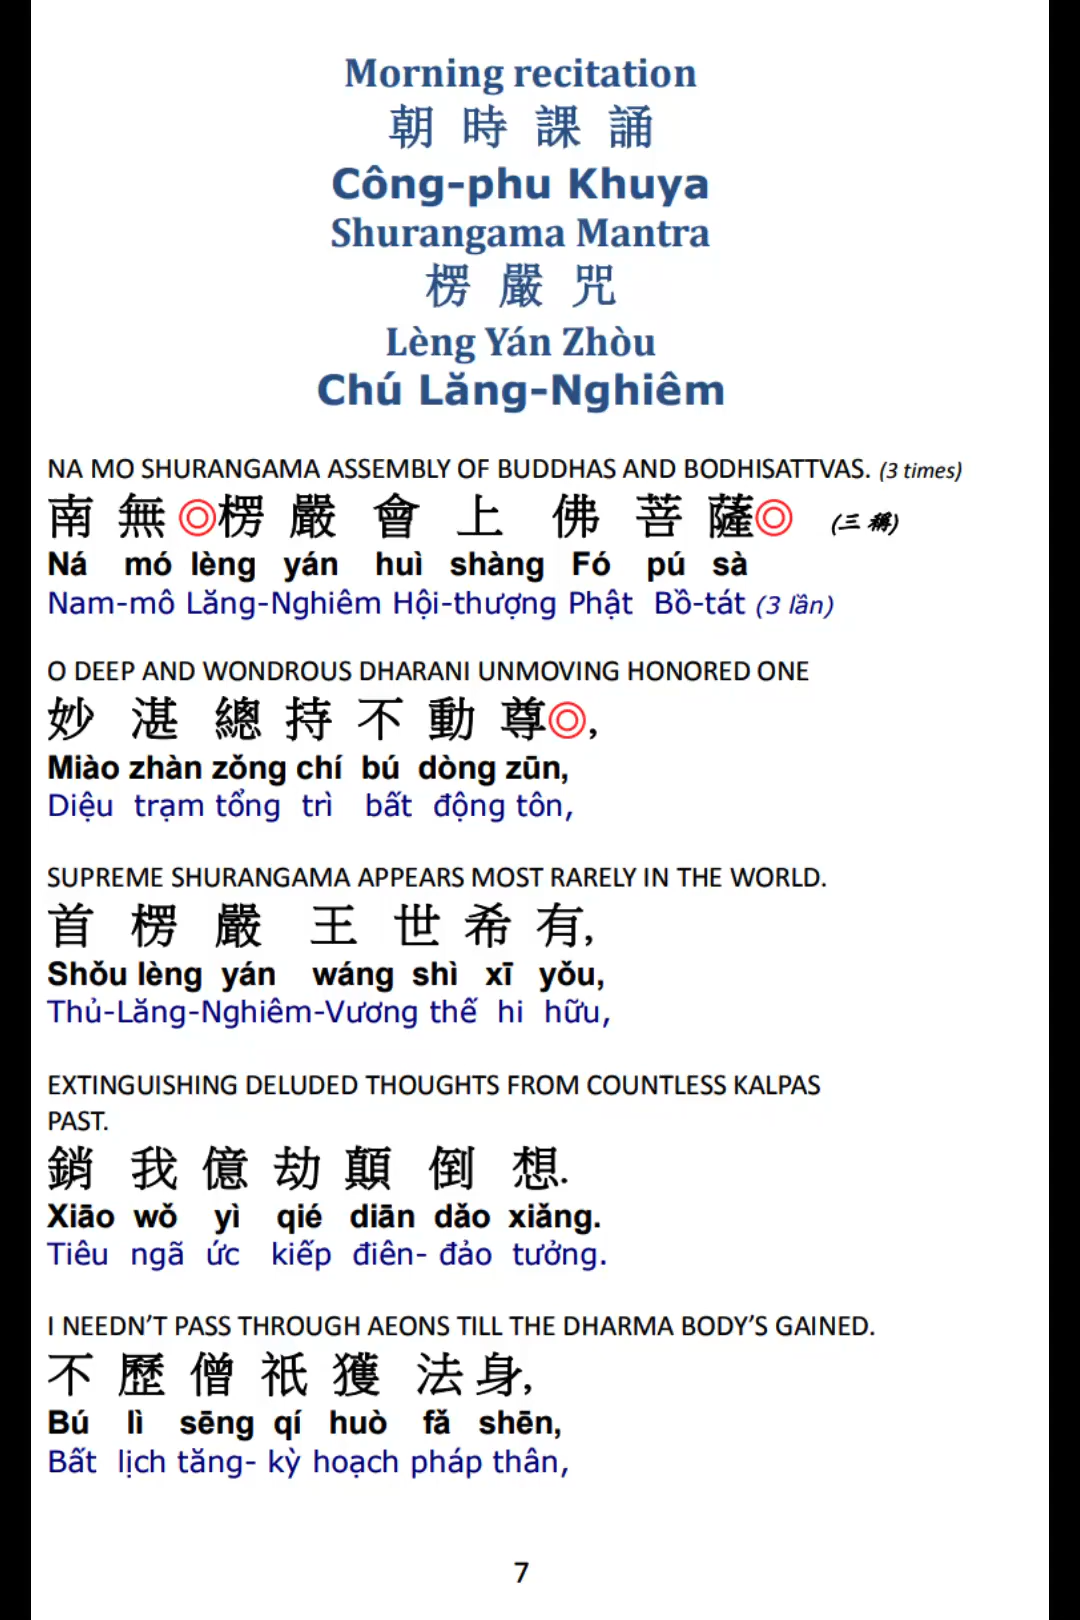 Morning recitation
朝時課誦
Công-phu Khuya
Shurangama Mantra
楞嚴咒
Lèng Yán Zhòu
Chú Lăng-Nghiêm
NA MO SHURANGAMA ASSEMBLY OF BUDDHAS AND BODHISATTVAS. (3 times)
南無◎楞嚴會上佛菩薩◎ (三稱)
Ná mó lèng yán huì shàng Fó pú sà
Nam-mô Lăng-Nghiêm Hội-thượng Phật Bồ-tát (3 lần)
O DEEP AND WONDROUS DHARANI UNMOVING HONORED ONE
妙湛總持不動尊◎,
Miào zhàn zǒng chí bú dòng zūn,
Diệu trạm tổng trì bất động tôn,
SUPREME SHURANGAMA APPEARS MOST RARELY IN THE WORLD.
首楞嚴王世希有,
Shǒu lèng yán wáng shì xī yǒu,
Thủ-Lăng-Nghiêm-Vương thế hi hữu,
EXTINGUISHING DELUDED THOUGHTS FROM COUNTLESS KALPAS
PAST.
銷我億劫顛倒想.
Xiāo wǒ yì qié diān dǎo xiǎng.
Tiêu ngã ức kiếp điên- đảo tưởng.
I NEEDN'T PASS THROUGH AEONS TILL THE DHARMA BODY'S GAINED.
不歷僧祇獲法身,
Bú lì sēng qí huò fǎ shēn,
Bất lịch tăng- kỳ hoạch pháp thân,
7